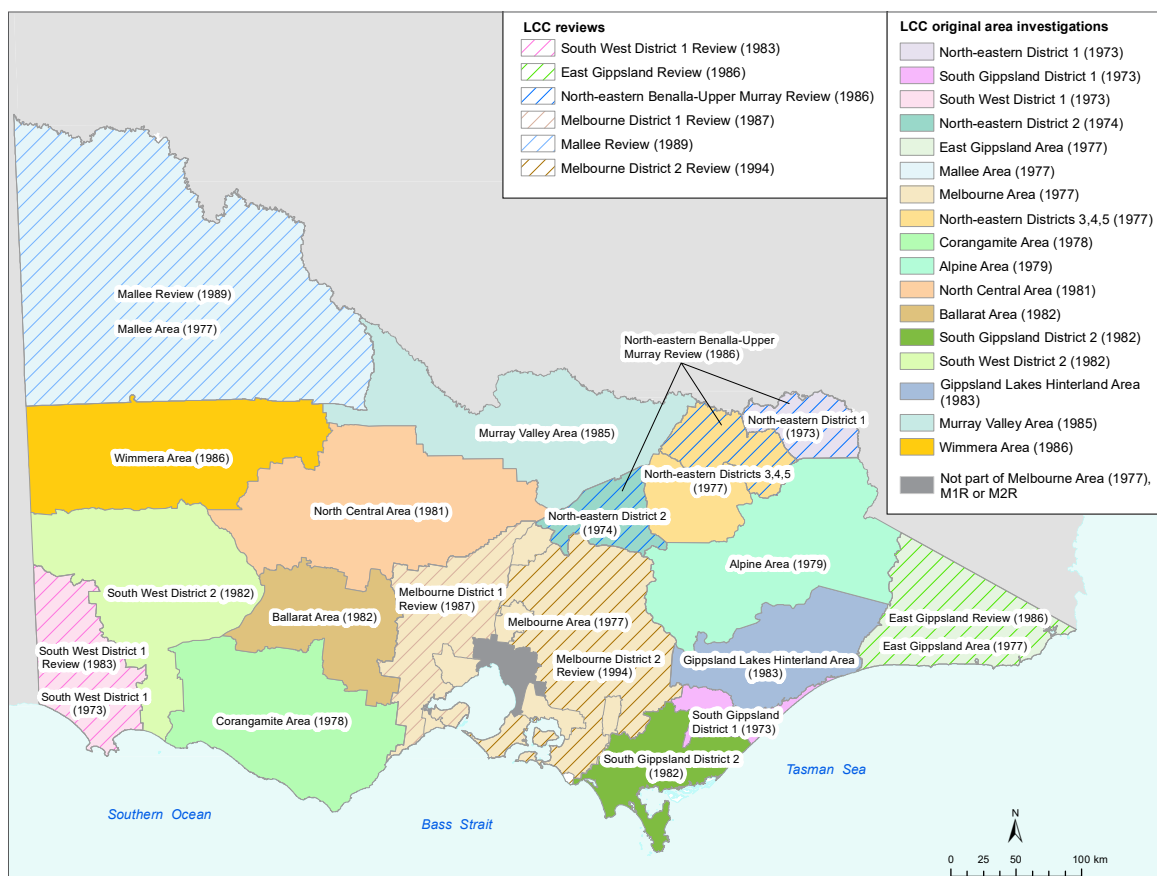 LCC reviews
South West District 1 Review (1983)
East Gippsland Review (1986)
North-eastern Benalla-Upper Murray Review (1986)
Melbourne District 1 Review (1987)
Mallee Review (1989)
Melbourne District 2 Review (1994)
LCC original area investigations
North-eastern District 1 (1973)
South Gippsland District 1 (1973)
South West District 1 (1973)
North-eastern District 2 (1974)
East Gippsland Area (1977)
Mallee Area (1977)
Melbourne Area (1977)
North-eastern Districts 3,4,5 (1977)
Corangamite Area (1978)
Alpine Area (1979)
North Central Area (1981)
Ballarat Area (1982)
South Gippsland District 2 (1982)
South West District 2 (1982)
Gippsland Lakes Hinterland Area
(1983)
Murray Valley Area (1985)
Wimmera Area (1986)
Not part of Melbourne Area (1977),
M1R or M2R
Mallee Review (1989)
Mallee Area (1977)
North-eastern Benalla-Upper
Murray Review (1986)
North-eastern District 1
(1973)
Murray Valley Area (1985)
Wimmera Area (1986)
North-eastern Districts 3,4,5
(1977)
North Central Area (1981)
North-eastern District 2
(1974)
Alpine Area (1979)
South West District 2 (1982)
Melbourne District 1
Review (1987)
Ballarat Area (1982)
Melbourne Area (1977)
East Gippsland Review (1986)
East Gippsland Area (1977)
South West District 1
Review (1983)
Melbourne District 2
Review (1994)
Gippsland Lakes Hinterland Area
(1983)
South West District 1
(1973)
Corangamite Area (1978)
South Gippsland
District 1 (1973)
South Gippsland District 2
(1982)
Tasman Sea
Southern Ocean
Bass Strait
N
0 25 50 100 km